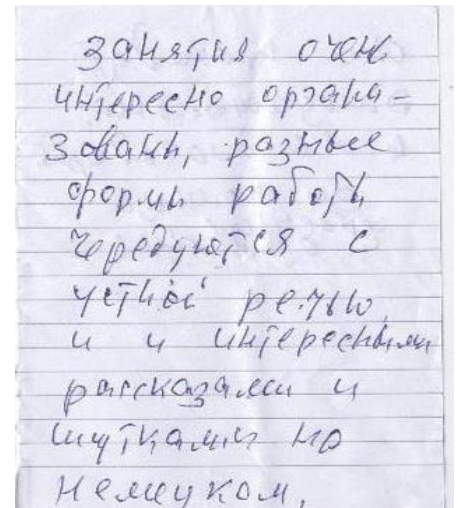 Занятия очень
интересно органи-
зованы, разные
формы работы
чередуются с
устной речью
и и интересными
рассказами и
шутками на
немецком.